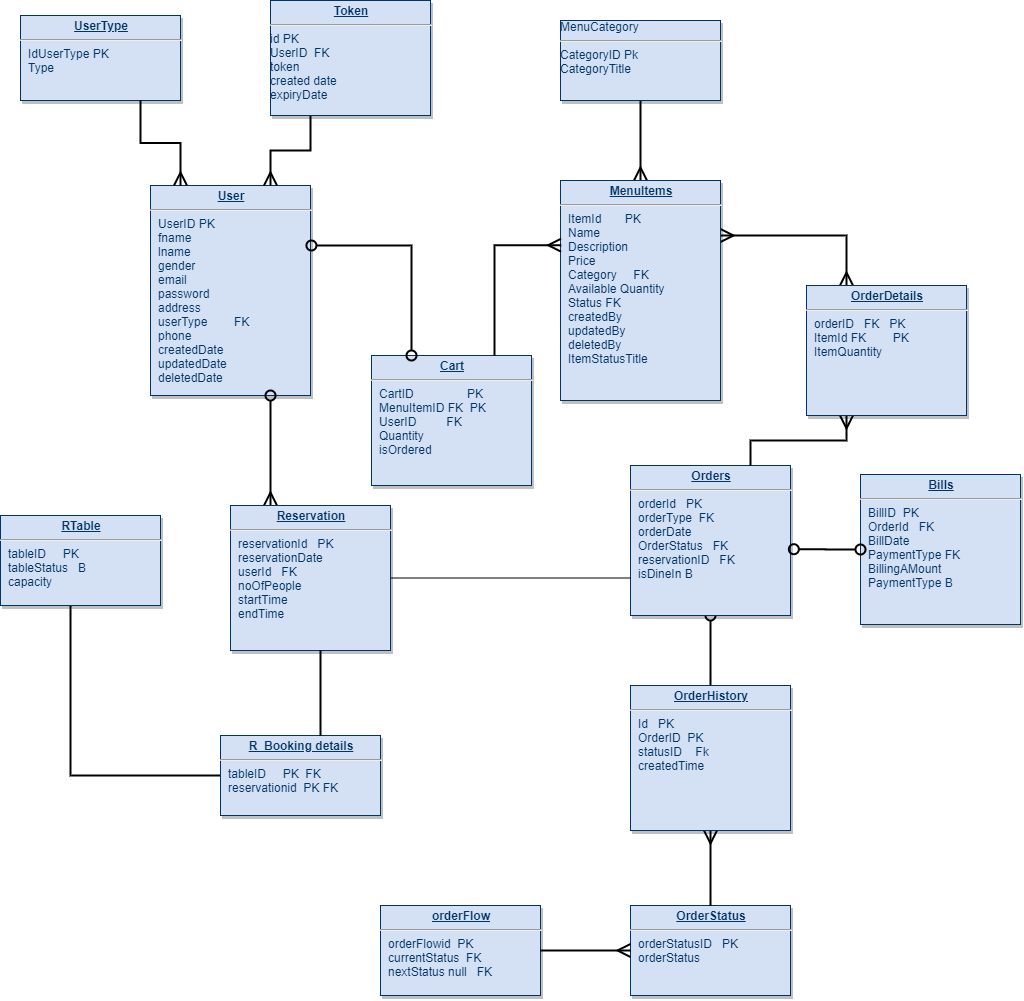 UserType
IdUserType PK
Type
Token
id PK
UserID FK
token
created date
expiryDate
MenuCategory
CategoryID Pk
CategoryTitle
User
UserID PK
fname
lname
gender
email
password
address
userType FK
phone
createdDate
updatedDate
deletedDate
MenuItems
ItemId PK
Name
Description
Price
Category FK
Available Quantity
Status FK
createdBy
updatedBy
deletedBy
ItemStatusTitle
OrderDetails
orderID FK PK
ItemId FK PK
ItemQuantity
Cart
CartID PK
MenuItemID FK PK
UserID FK
Quantity
isOrdered
Orders
orderId PK
orderType FK
orderDate
OrderStatus FK
reservationID FK
isDineIn B
Bills
BillID PK
OrderId FK
BillDate
PaymentType FK
BillingAMount
PaymentType B
RTable
tableID PK
tableStatus B
capacity
Reservation
reservationId PK
reservationDate
userId FK
noOfPeople
startTime
endTime
OrderHistory
Id PK
OrderID PK
statusID Fk
createdTime
R_Booking details
tableID PK FK
reservationid PK FK
orderFlow
orderFlowid PK
currentStatus FK
nextStatus null FK
OrderStatus
orderStatusID PK
orderStatus